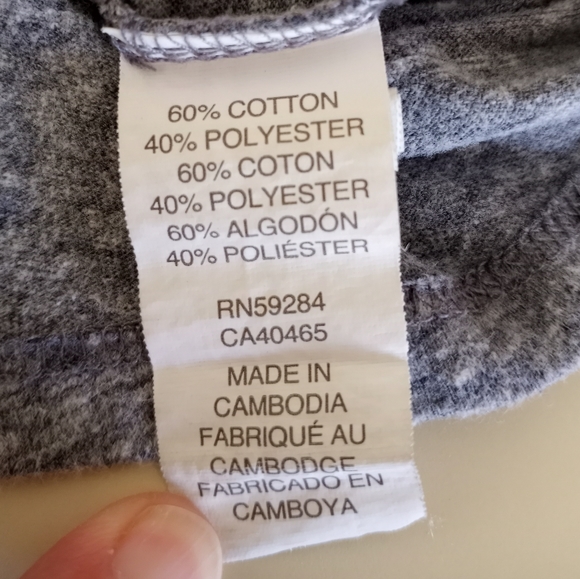 60% COTTON
40% POLYESTER
60% COTON
40% POLYESTER
60% ALGODÓN
40% POLIÉSTER
RN59284
CA40465
MADE IN
CAMBODIA
FABRIQUÉ AU
CAMBODGE
FABRICADO EN
CAMBOYA